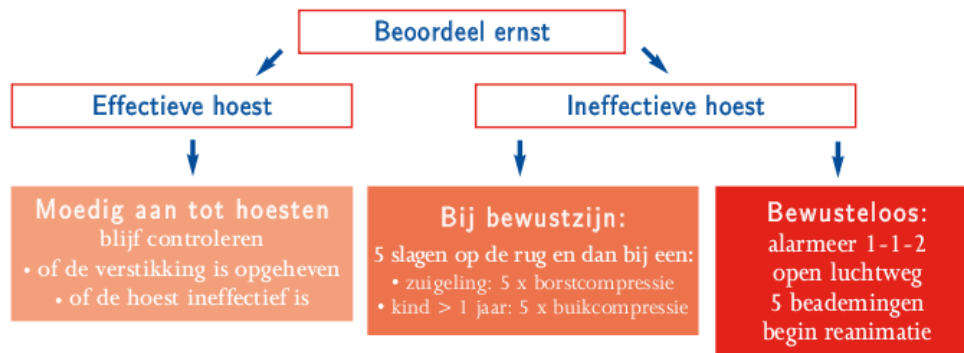 Beoordeel ernst
Effectieve hoest
Ineffectieve hoest
Moedig aan tot hoesten
blijf controleren
• of de verstikking is opgeheven
• of de hoest ineffectief is
Bij bewustzijn:
5 slagen op de rug en dan bij een:
• zuigeling: 5 x borstcompressie
• kind > 1 jaar: 5 x buikcompressie
Bewusteloos:
alarmeer 1-1-2
open luchtweg
5 beademingen
begin reanimatie